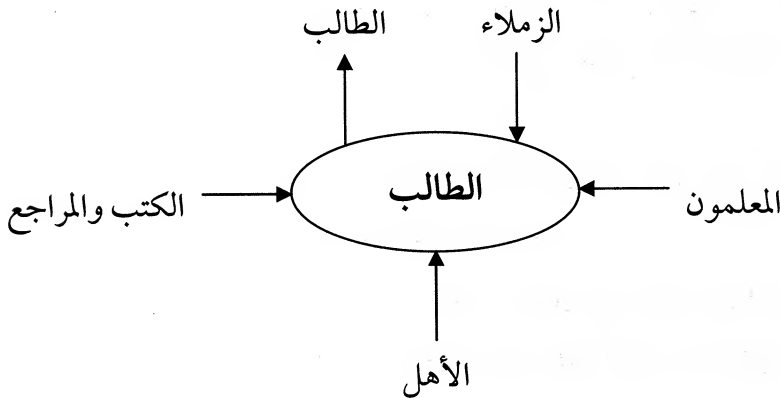 الزملاء
الطالب
الطالب
المعلمون
الكتب والمراجع
الأهل